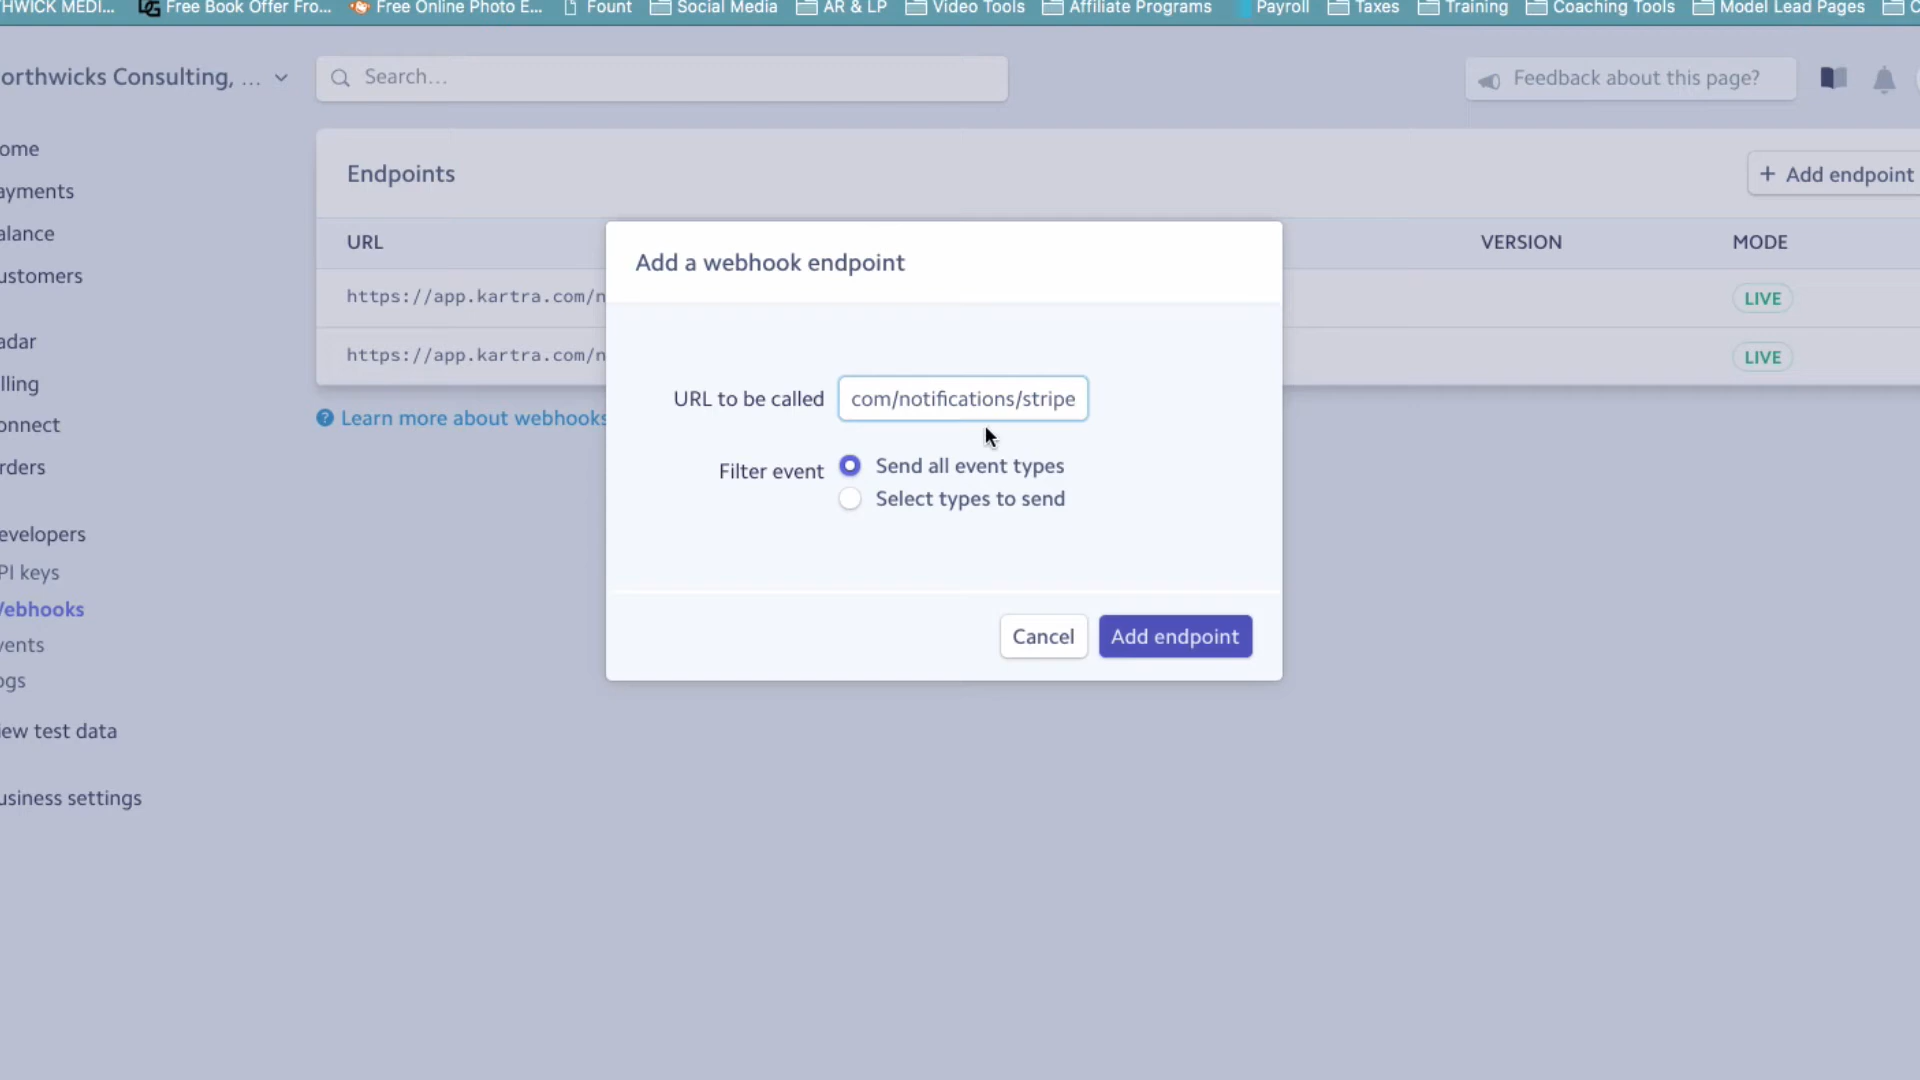 THWICK MEDI... Free Book Offer Fro... Free Online Photo E... Fount Social Media AR & LP Video Tools Affiliate Programs Payroll Taxes Training Coaching Tools Model Lead Pages C
orthwicks Consulting, ... Search... Feedback about this page?
ome
ayments
alance
ustomers
adar
lling
onnect
rders
evelopers
PI keys
Vebhooks
vents
ogs
iew test data
usiness settings
Endpoints + Add endpoint
URL VERSION MODE
https://app.kartra.com/n LIVE
https://app.kartra.com/n LIVE
? Learn more about webhooks
Add a webhook endpoint
URL to be called com/notifications/stripe
Filter event Send all event types
Select types to send
Cancel Add endpoint